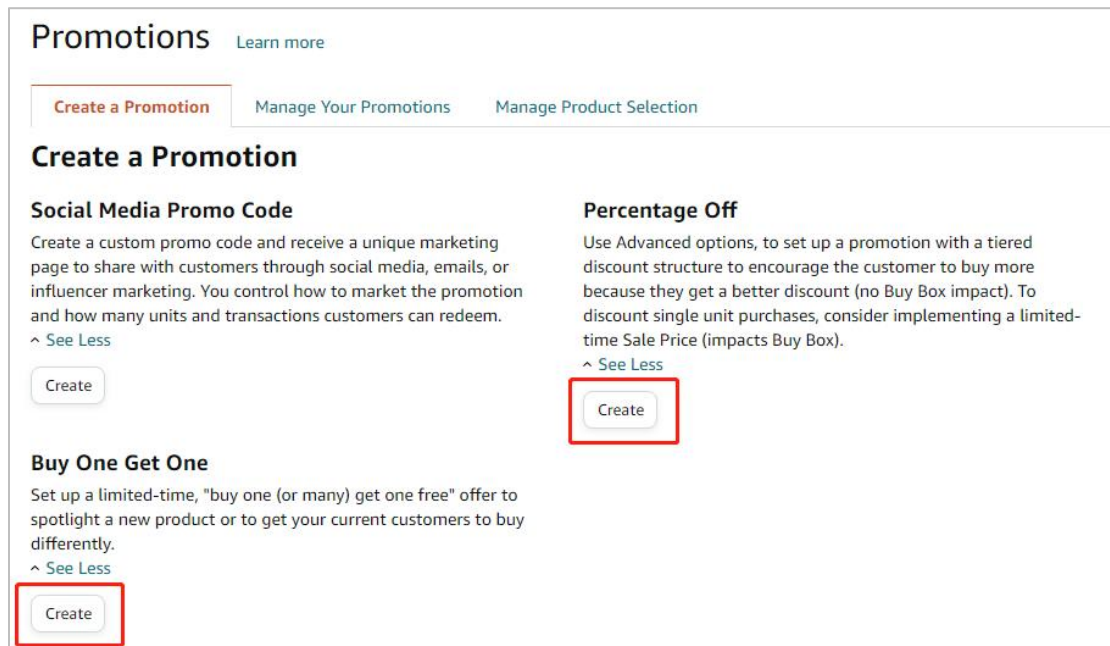 Promotions Learn more
Create a Promotion Manage Your Promotions Manage Product Selection
Create a Promotion
Social Media Promo Code
Create a custom promo code and receive a unique marketing
page to share with customers through social media, emails, or
influencer marketing. You control how to market the promotion
and how many units and transactions customers can redeem.
^ See Less
Create
Percentage Off
Use Advanced options, to set up a promotion with a tiered
discount structure to encourage the customer to buy more
because they get a better discount (no Buy Box impact). To
discount single unit purchases, consider implementing a limited-
time Sale Price (impacts Buy Box).
^ See Less
Create
Buy One Get One
Set up a limited-time, "buy one (or many) get one free" offer to
spotlight a new product or to get your current customers to buy
differently.
^ See Less
Create